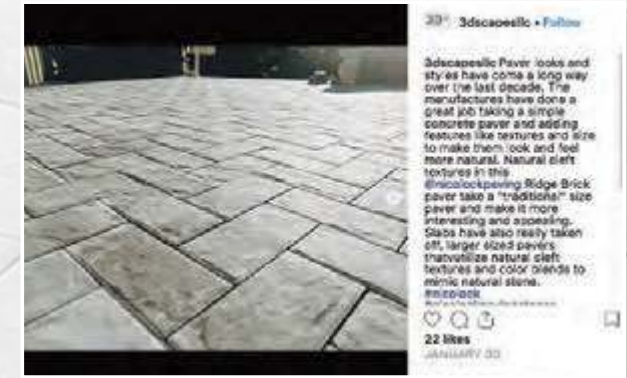 3dscapesllc • Follow
3dscapesllc Paver looks and
styles have come a long way
over the last decade. The
manufactures have done a
great job taking a simple
concrete paver and adding
features like textures and size
to make them look and feel
more natural. Natural cleft
textures in this
@nicolockpaving Ridge Brick
paver take a "traditional" size
paver and make it more
interesting and appealing.
Slabs have also really taken
off, larger sized pavers
thatvutilize natural cleft
textures and color blends to
mimic natural stone.
#nicolock
22 likes
JANUARY 30